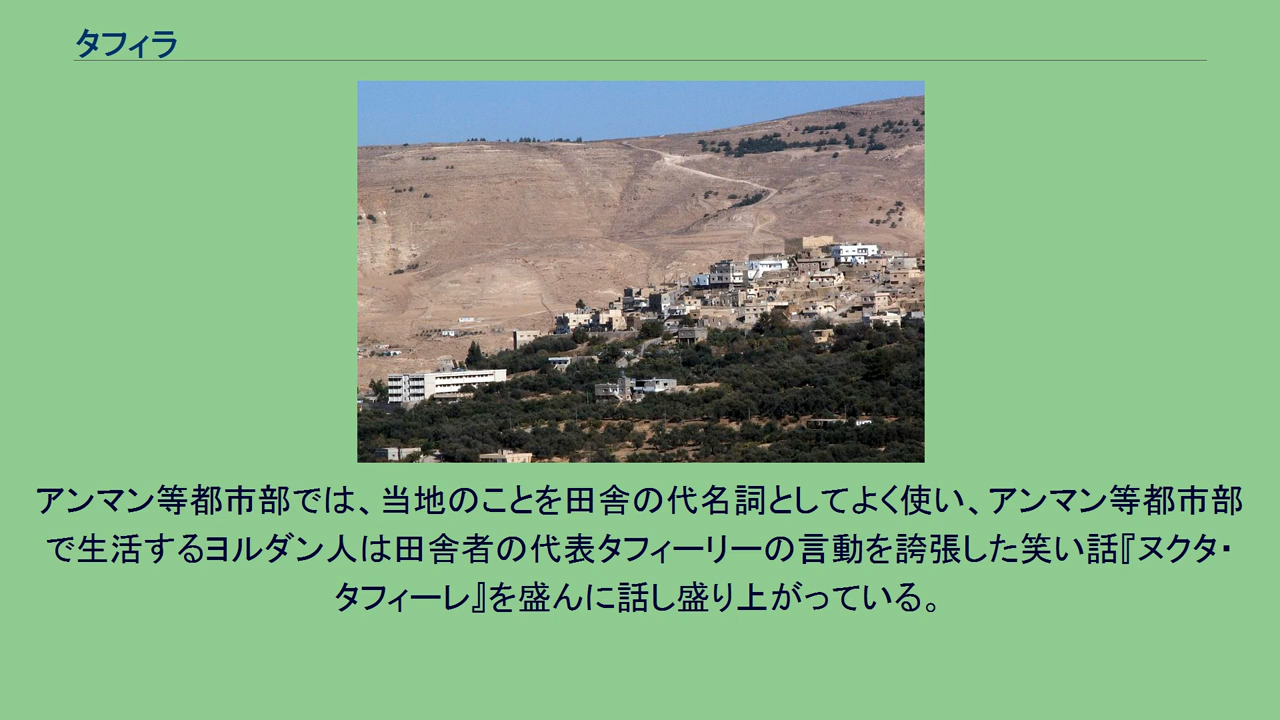 タフィラ
アンマン等都市部では、当地のことを田舎の代名詞としてよく使い、アンマン等都市部
で生活するヨルダン人は田舎者の代表タフィーリーの言動を誇張した笑い話『ヌクタ・
タフィーレ』を盛んに話し盛り上がっている。